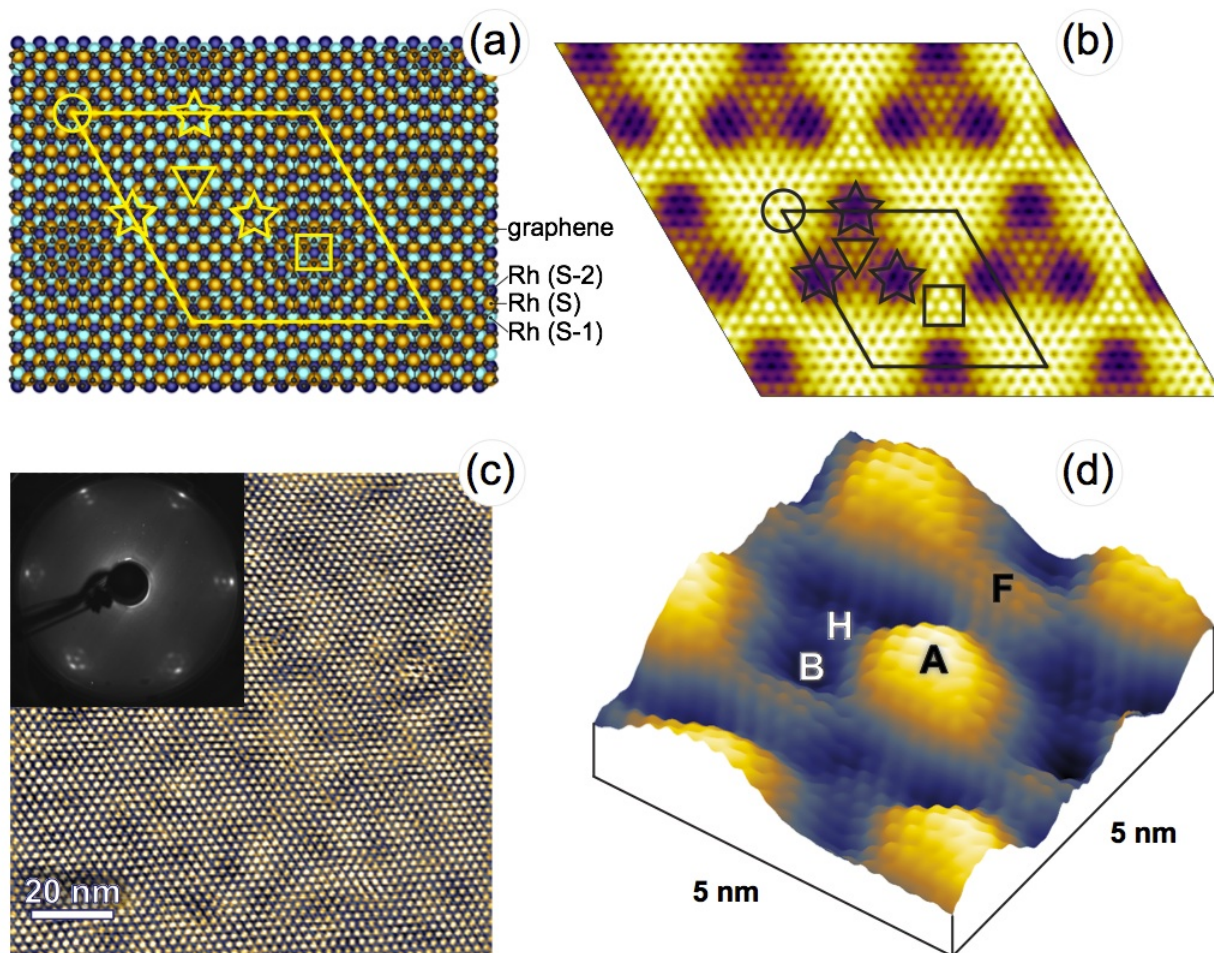 (a)
(b)
graphene
Rh (S-2)
Rh (S)
Rh (S-1)
(c)
(d)
20 nm
F
H
B
A
5 nm
5 nm